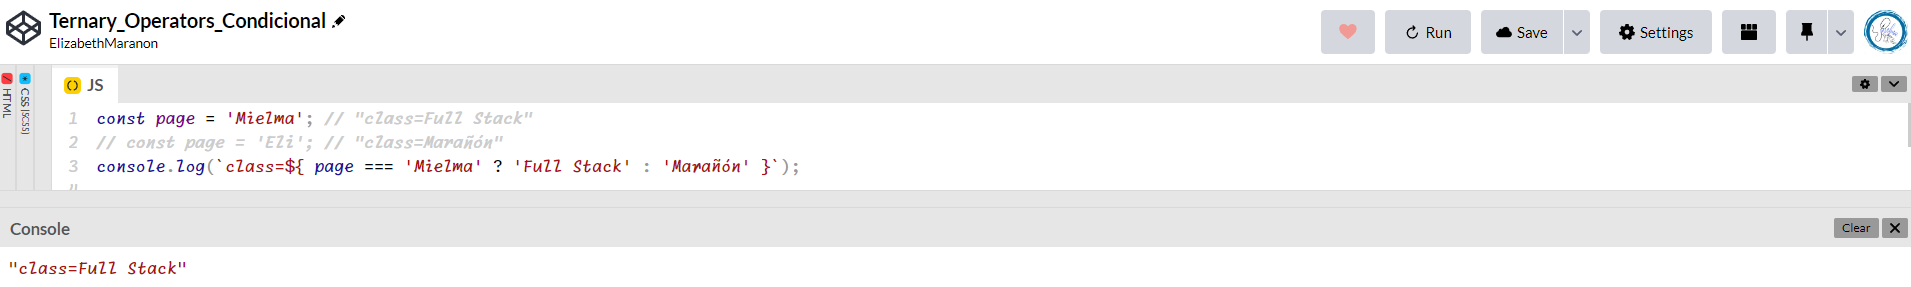 Ternary_Operators_Condicional
ElizabethMaranon
Run
Save
Settings
HTML
CSS (SCSS)
JS
1 const page = 'Mielma'; // "class=Full Stack"
2 // const page = 'Eli'; // "class=Marañón"
3 console.log(`class=${ page === 'Mielma' ? 'Full Stack' : 'Marañón' }`);
Console
Clear
"class=Full Stack"